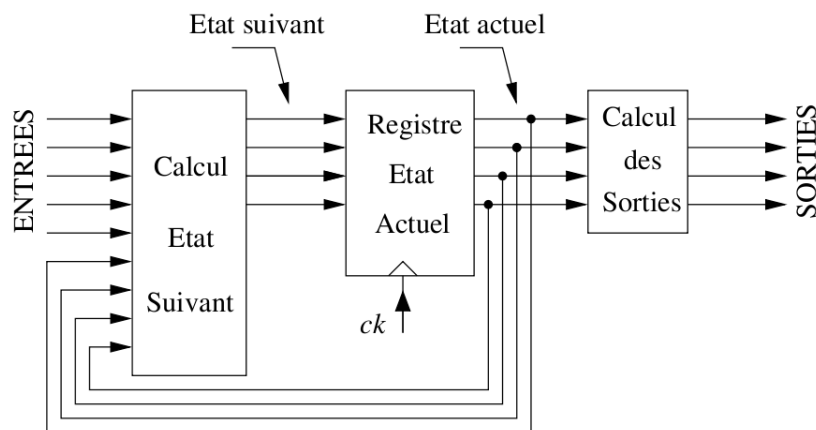 Etat suivant
Etat actuel
ENTREES
Calcul
Etat
Suivant
Registre
Etat
Actuel
ck
Calcul
des
Sorties
SORTIES